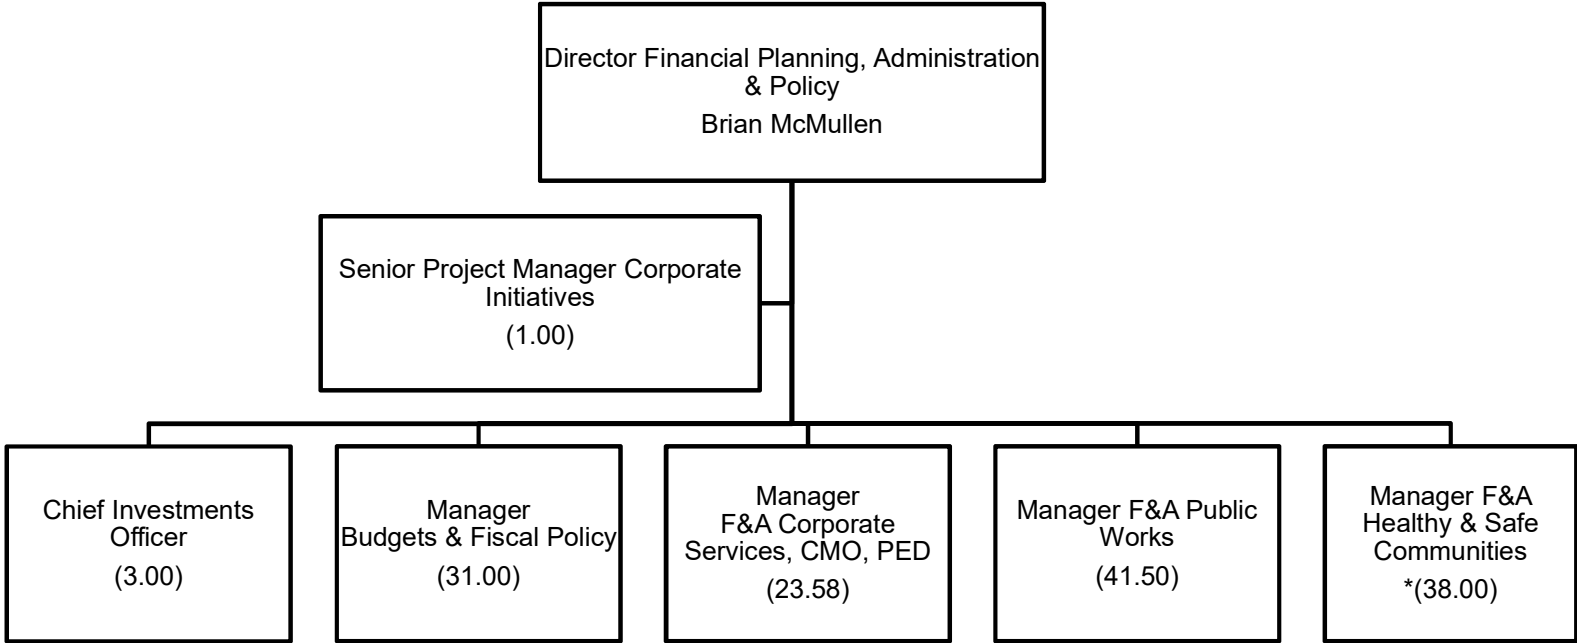 Director Financial Planning, Administration
& Policy
Brian McMullen
Senior Project Manager Corporate
Initiatives
(1.00)
Chief Investments
Officer
(3.00)
Manager
Budgets & Fiscal Policy
(31.00)
Manager
F&A Corporate
Services, CMO, PED
(23.58)
Manager F&A Public
Works
(41.50)
Manager F&A
Healthy & Safe
Communities
*(38.00)